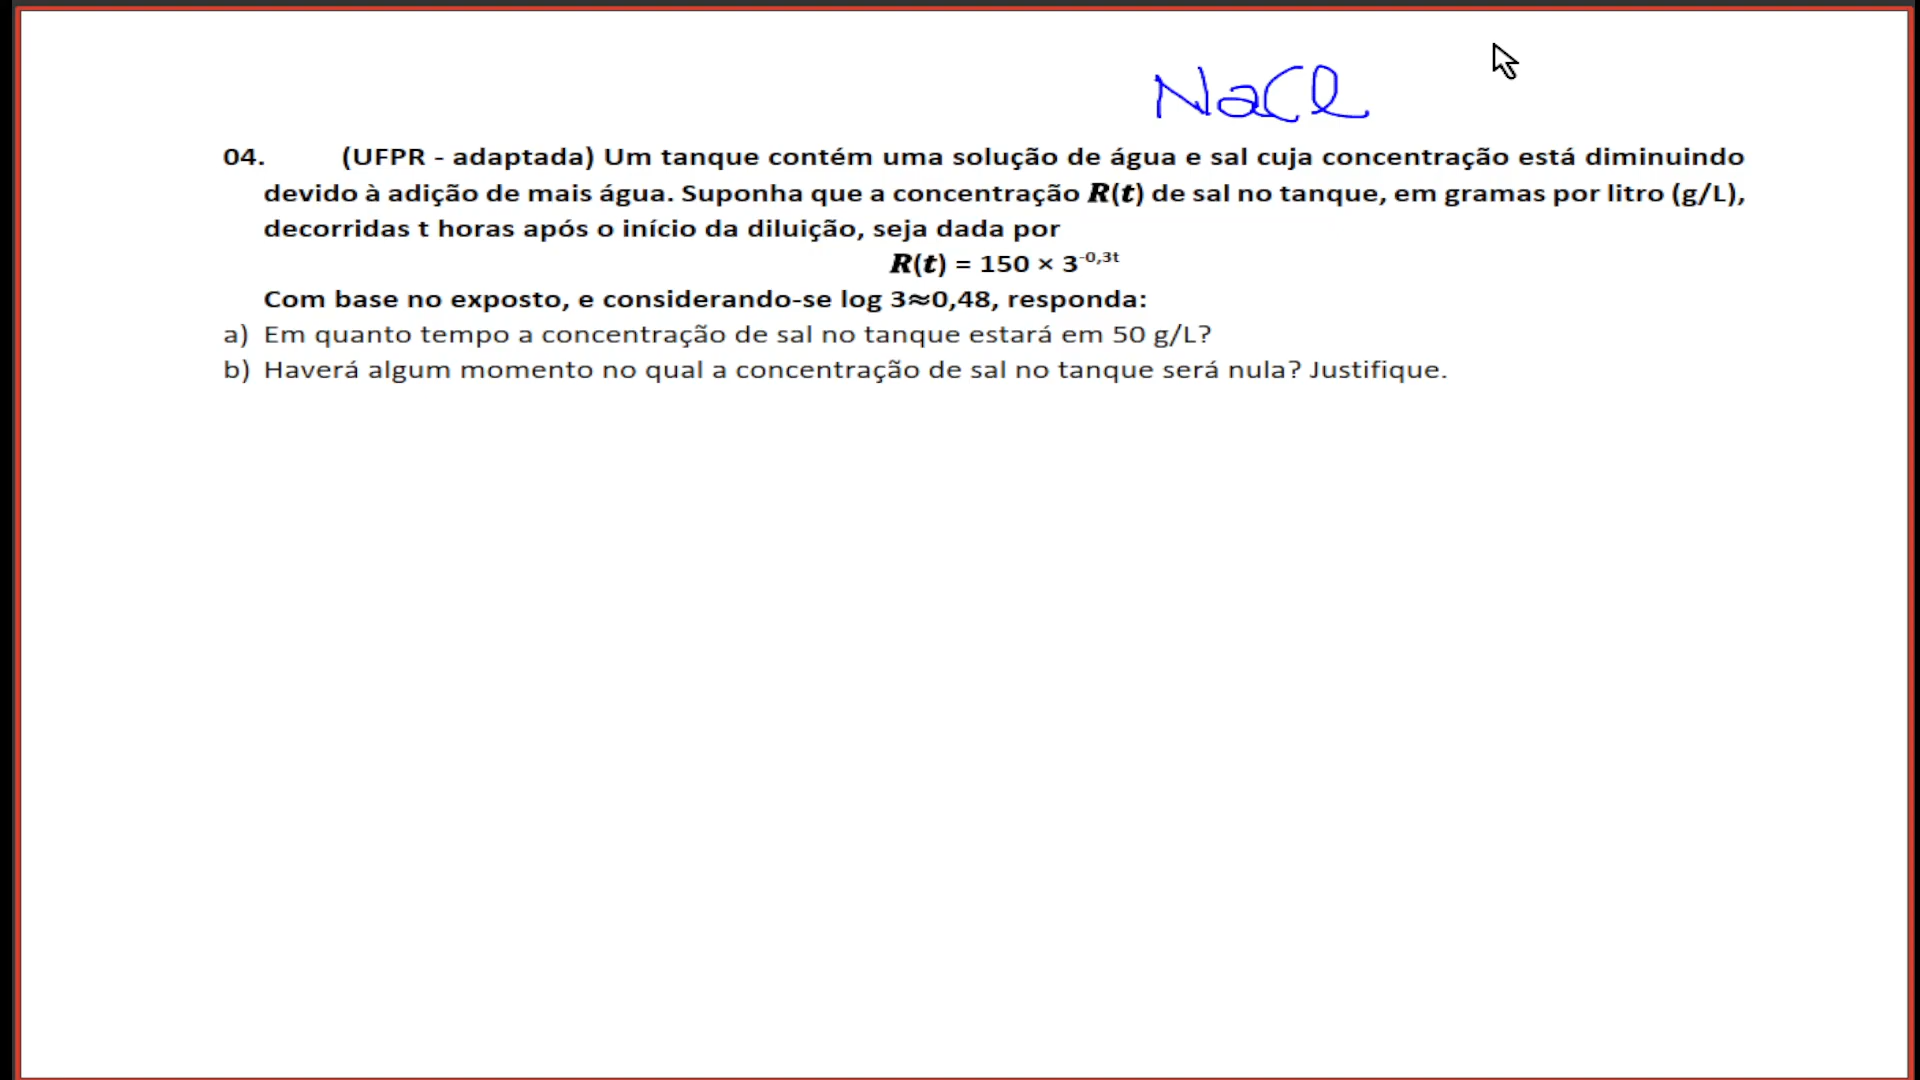 NaCl
04. (UFPR - adaptada) Um tanque contém uma solução de água e sal cuja concentração está diminuindo
devido à adição de mais água. Suponha que a concentração R(t) de sal no tanque, em gramas por litro (g/L),
decorridas t horas após o início da diluição, seja dada por
R(t) = 150 × 3^-0,3t
Com base no exposto, e considerando-se log 3≈0,48, responda:
a) Em quanto tempo a concentração de sal no tanque estará em 50 g/L?
b) Haverá algum momento no qual a concentração de sal no tanque será nula? Justifique.